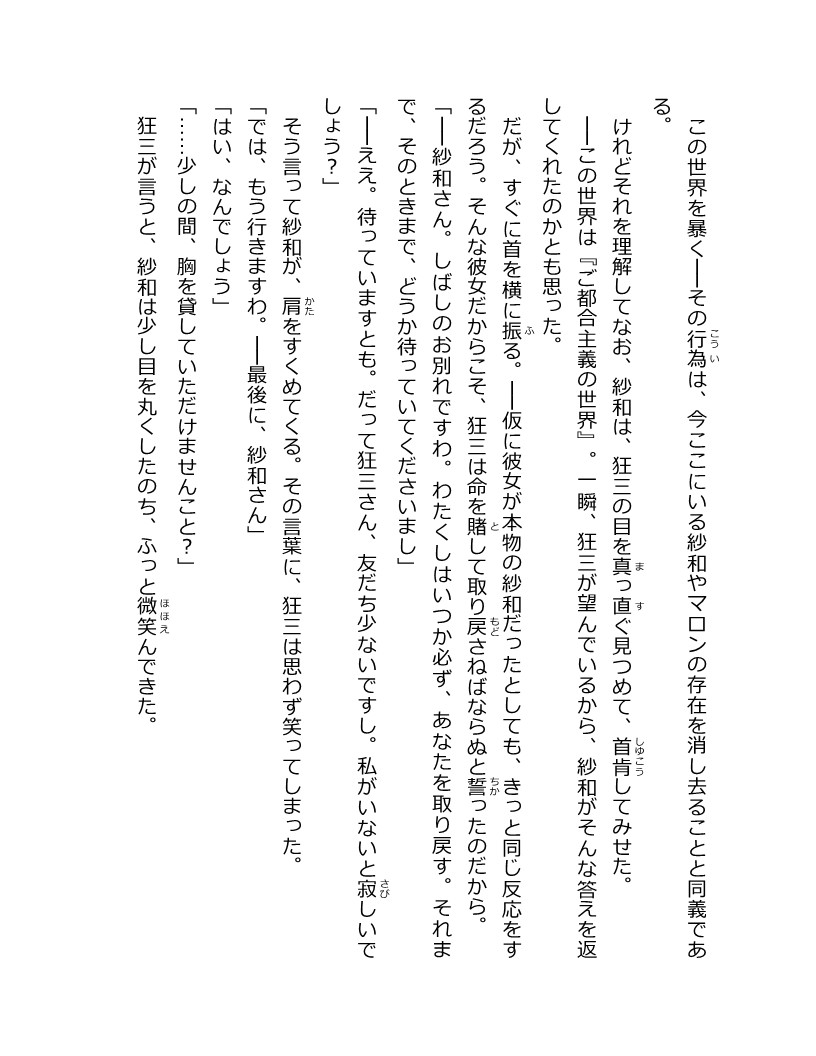 この世界を暴く──その行為は、今ここにいる紗和やマロンの存在を消し去ることと同義であ
る。
けれどそれを理解してなお、紗和は、狂三の目を真っ直ぐ見つめて、首肯してみせた。
──この世界は『ご都合主義の世界』。一瞬、狂三が望んでいるから、紗和がそんな答えを返
してくれたのかとも思った。
だが、すぐに首を横に振る。──仮に彼女が本物の紗和だったとしても、きっと同じ反応をす
るだろう。そんな彼女だからこそ、狂三は命を賭して取り戻さねばならぬと誓ったのだから。
「──紗和さん。しばしのお別れですわ。わたくしはいつか必ず、あなたを取り戻す。それま
で、そのときまで、どうか待っていてくださいまし」
「──ええ。待っていますとも。だって狂三さん、友だち少ないですし。私がいないと寂しいで
しょう？」
そう言って紗和が、肩をすくめてくる。その言葉に、狂三は思わず笑ってしまった。
「では、もう行きますわ。──最後に、紗和さん」
「はい、なんでしょう」
「……少しの間、胸を貸していただけませんこと？」
狂三が言うと、紗和は少し目を丸くしたのち、ふっと微笑んできた。